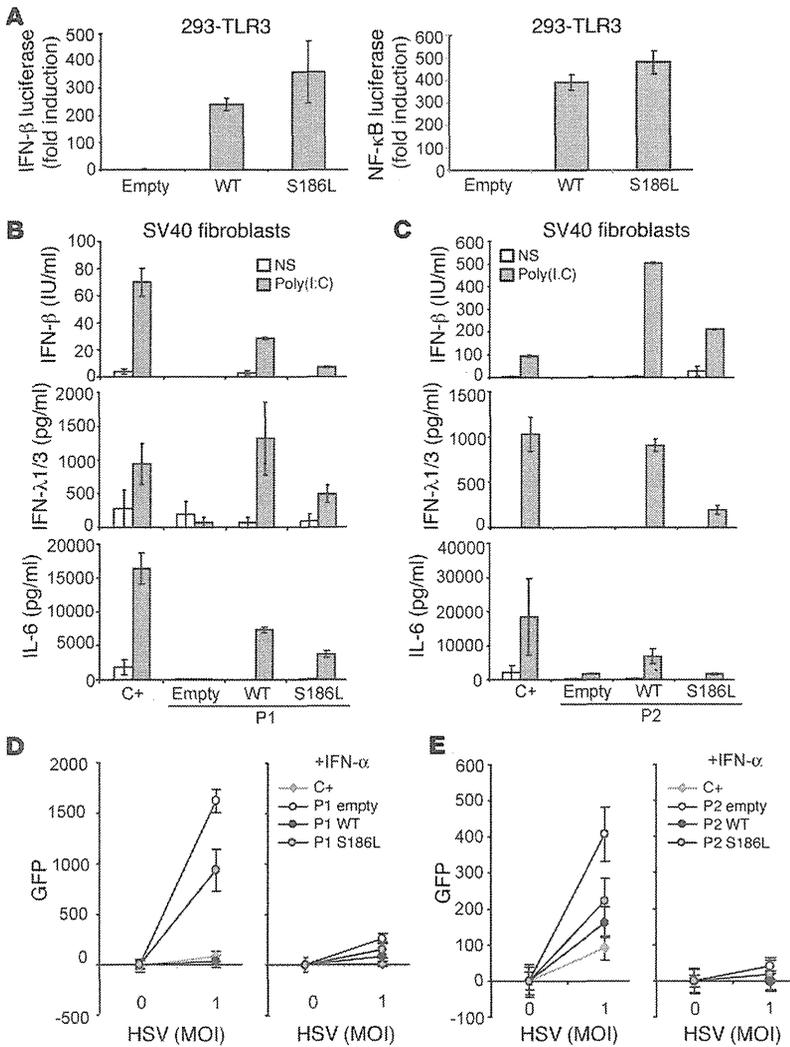 A
293-TLR3
IFN-β luciferase
(fold induction)
500
400
300
200
100
0
Empty WT S186L
293-TLR3
NF-κB luciferase
(fold induction)
600
500
400
300
200
100
0
Empty WT S186L
B
SV40 fibroblasts
NS
Poly(I:C)
IFN-β (IU/ml)
100
80
60
40
20
0
IFN-λ1/3 (pg/ml)
2000
1500
1000
500
0
IL-6 (pg/ml)
20000
15000
10000
5000
0
C+ Empty WT S186L
P1
C
SV40 fibroblasts
NS
Poly(I:C)
IFN-β (IU/ml)
600
500
400
300
200
100
0
IFN-λ1/3 (pg/ml)
1500
1000
500
0
IL-6 (pg/ml)
40000
30000
20000
10000
0
C+ Empty WT S186L
P2
D
GFP
2000
1500
1000
500
0
-500
0 1
HSV (MOI)
+IFN-α
C+
P1 empty
P1 WT
P1 S186L
0 1
HSV (MOI)
E
GFP
600
500
400
300
200
100
0
-100
0 1
HSV (MOI)
+IFN-α
C+
P2 empty
P2 WT
P2 S186L
0 1
HSV (MOI)